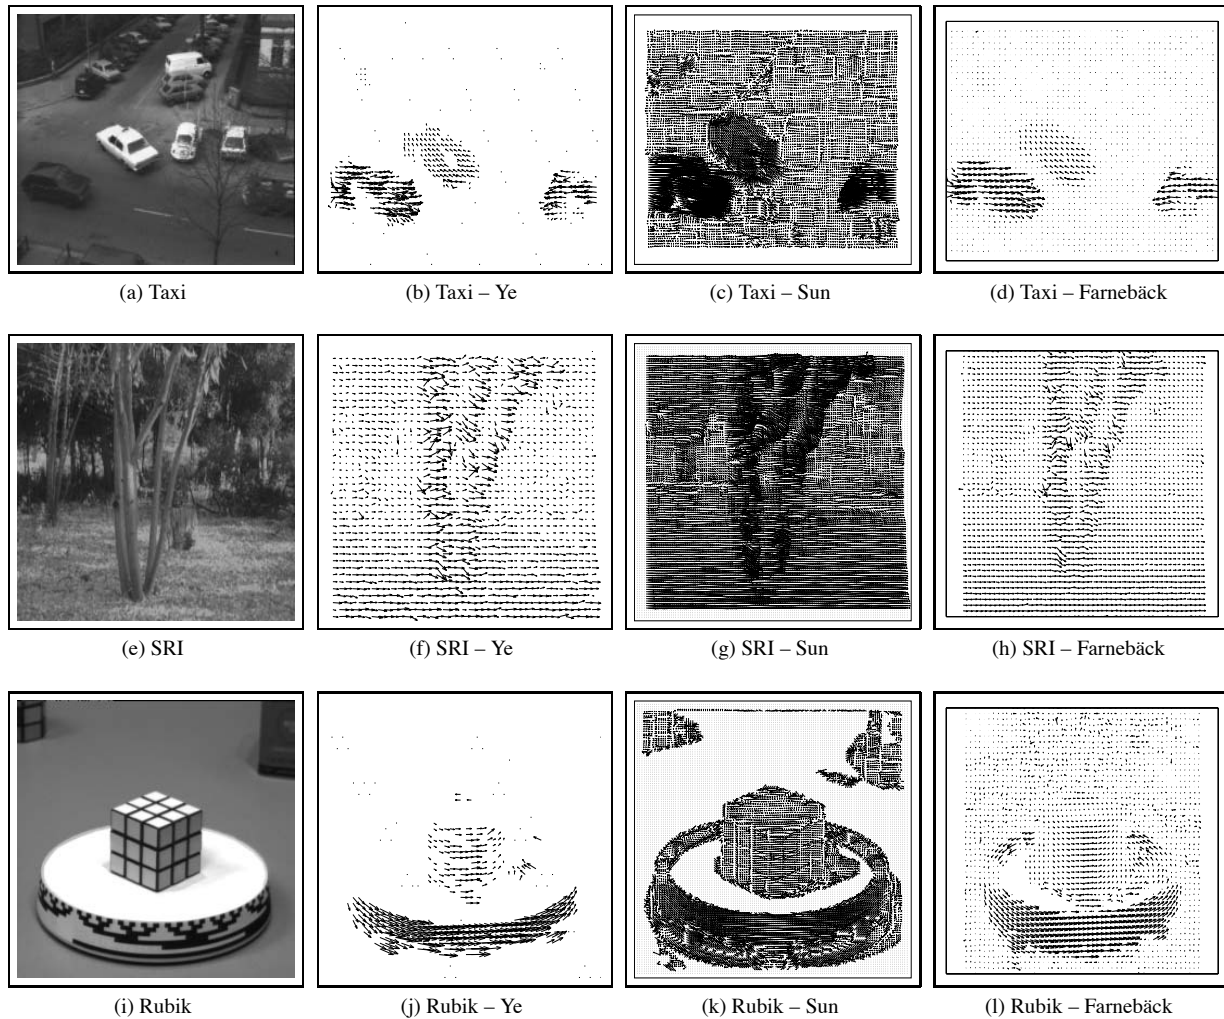 (a) Taxi
(b) Taxi – Ye
(c) Taxi – Sun
(d) Taxi – Farnebäck
(e) SRI
(f) SRI – Ye
(g) SRI – Sun
(h) SRI – Farnebäck
(i) Rubik
(j) Rubik – Ye
(k) Rubik – Sun
(l) Rubik – Farnebäck